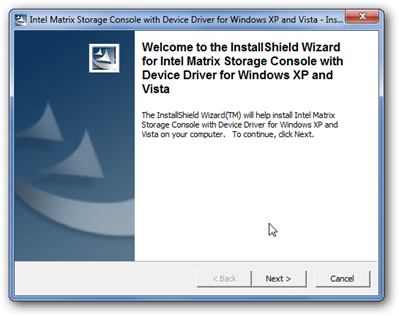 Intel Matrix Storage Console with Device Driver for Windows XP and Vista - Ins...
Welcome to the InstallShield Wizard
for Intel Matrix Storage Console with
Device Driver for Windows XP and
Vista
The InstallShield Wizard(TM) will help install Intel Matrix
Storage Console with Device Driver for Windows XP and
Vista on your computer. To continue, click Next.
< Back Next > Cancel